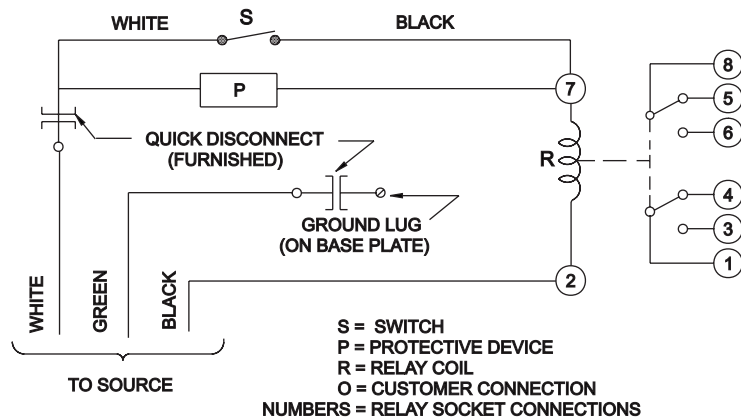 WHITE
S
BLACK
P
7
8
5
6
QUICK DISCONNECT
(FURNISHED)
R
4
3
1
GROUND LUG
(ON BASE PLATE)
2
WHITE
GREEN
BLACK
TO SOURCE
S = SWITCH
P = PROTECTIVE DEVICE
R = RELAY COIL
O = CUSTOMER CONNECTION
NUMBERS = RELAY SOCKET CONNECTIONS